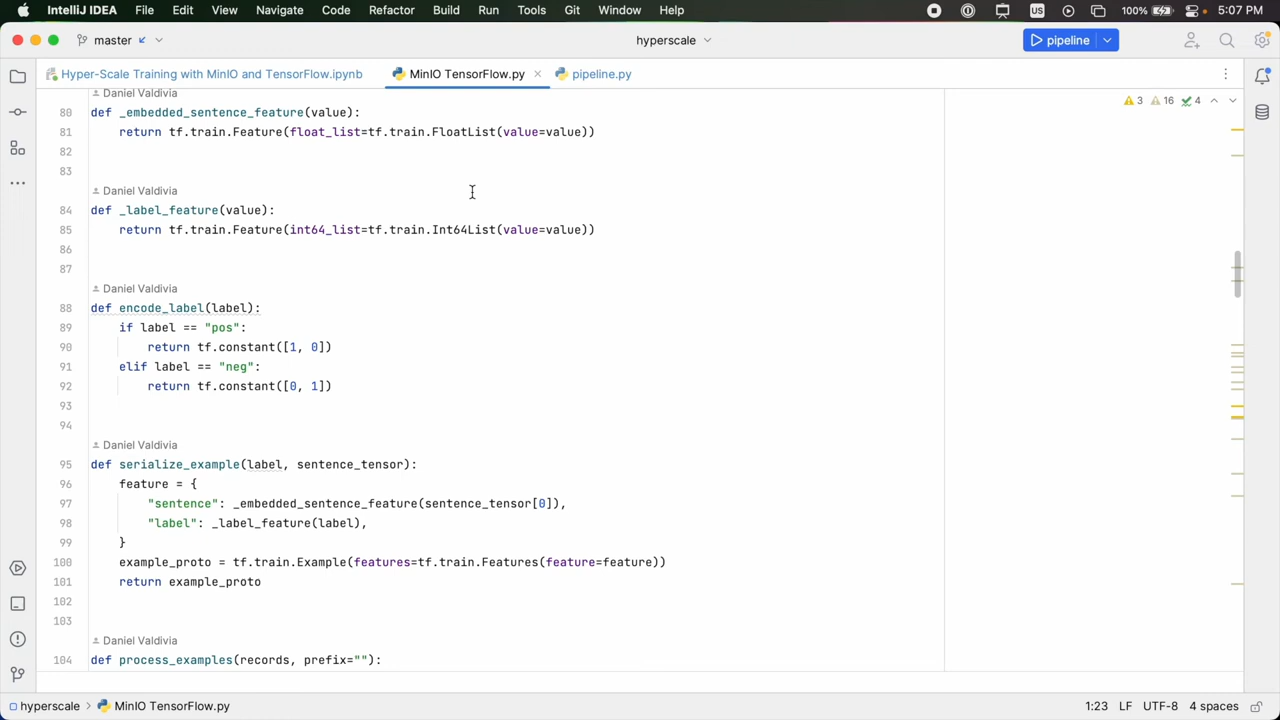 IntelliJ IDEA File Edit View Navigate Code Refactor Build Run Tools Git Window Help US 100% 5:07 PM
master hyperscale pipeline
Hyper-Scale Training with MinIO and TensorFlow.ipynb MinIO TensorFlow.py pipeline.py
Daniel Valdivia 3 16 4
80 def _embedded_sentence_feature(value):
81 return tf.train.Feature(float_list=tf.train.FloatList(value=value))
82
83
Daniel Valdivia
84 def _label_feature(value):
85 return tf.train.Feature(int64_list=tf.train.Int64List(value=value))
86
87
Daniel Valdivia
88 def encode_label(label):
89 if label == "pos":
90 return tf.constant([1, 0])
91 elif label == "neg":
92 return tf.constant([0, 1])
93
94
Daniel Valdivia
95 def serialize_example(label, sentence_tensor):
96 feature = {
97 "sentence": _embedded_sentence_feature(sentence_tensor[0]),
98 "label": _label_feature(label),
99 }
100 example_proto = tf.train.Example(features=tf.train.Features(feature=feature))
101 return example_proto
102
103
Daniel Valdivia
104 def process_examples(records, prefix=""):
hyperscale > MinIO TensorFlow.py 1:23 LF UTF-8 4 spaces